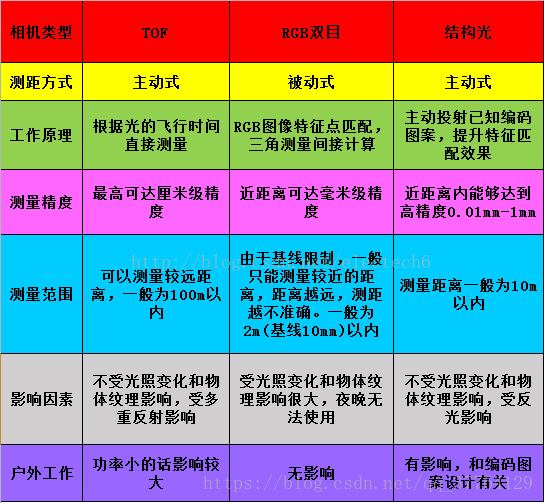 相机类型
TOF
RGB双目
结构光
测距方式
主动式
被动式
主动式
工作原理
根据光的飞行时间
直接测量
RGB图像特征点匹配，
三角测量间接计算
主动投射已知编码
图案，提升特征匹
配效果
测量精度
最高可达厘米级精
度
近距离可达毫米级精
度
近距离内能够达到
高精度0.01mm-1mm
测量范围
可以测量较远距
离，一般为100m以
内
由于基线限制，一般
只能测量较近的距
离，距离越远，测距
越不准确。一般为
2m(基线10mm)以内
测量距离一般为10m
以内
影响因素
不受光照变化和物
体纹理影响，受多
重反射影响
受光照变化和物体纹
理影响很大，夜晚无
法使用
不受光照变化和物
体纹理影响，受反
光影响
户外工作
功率小的话影响较
大
无影响
有影响，和编码图
案设计有关